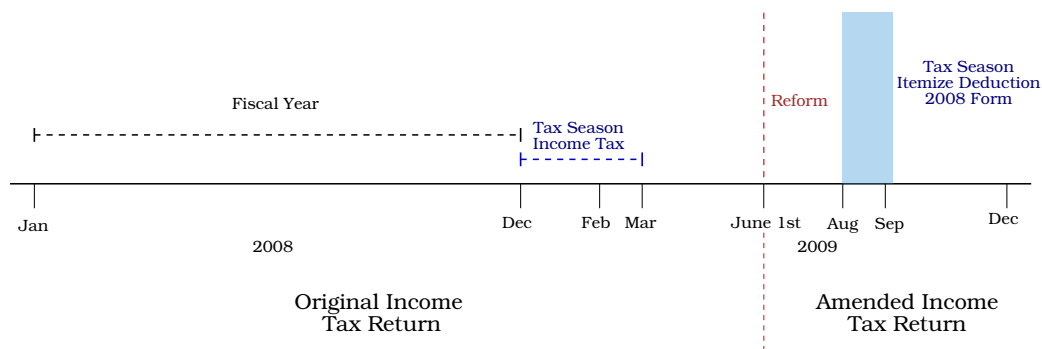 Tax Season
Itemize Deduction
2008 Form
Reform
Fiscal Year
Tax Season
Income Tax
Jan
Dec
Feb
Mar
June 1st
Aug
Sep
Dec
2008
2009
Original Income
Tax Return
Amended Income
Tax Return